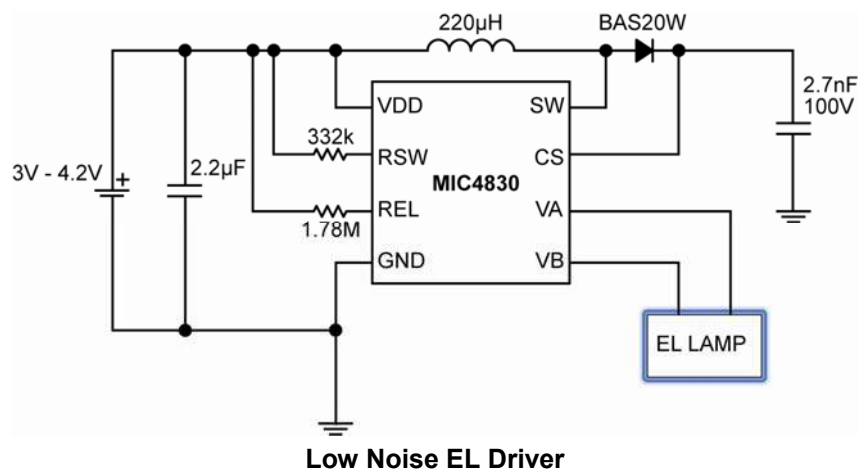 220µH
BAS20W
2.7nF
100V
VDD
SW
332k
RSW
CS
3V - 4.2V
+
2.2µF
MIC4830
REL
VA
1.78M
GND
VB
EL LAMP
Low Noise EL Driver